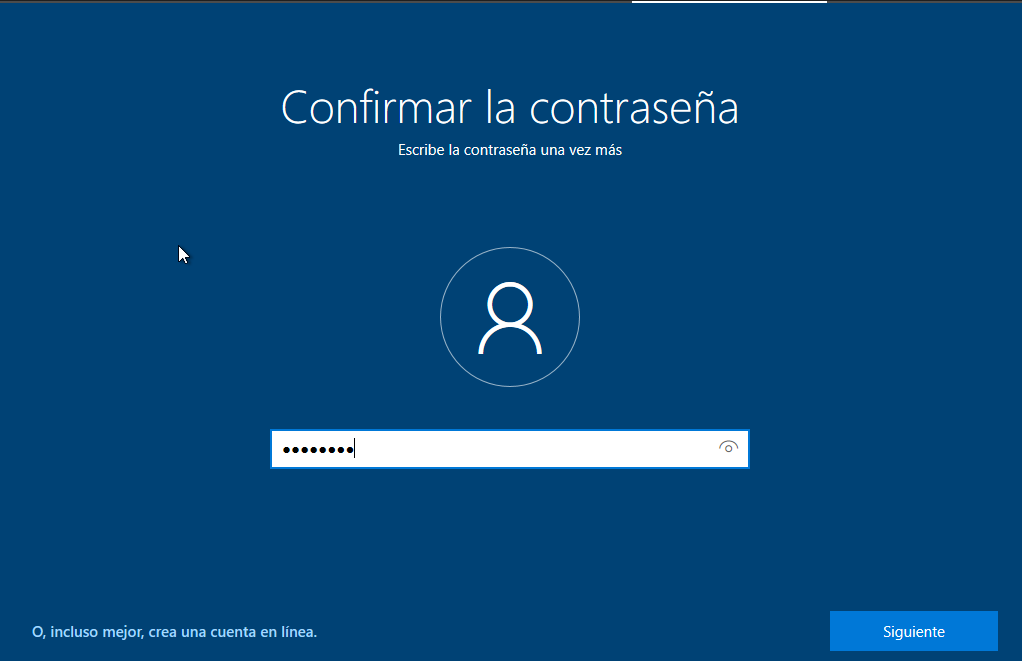 Confirmar la contraseña
Escribe la contraseña una vez más
••••••••
O, incluso mejor, crea una cuenta en línea.
Siguiente